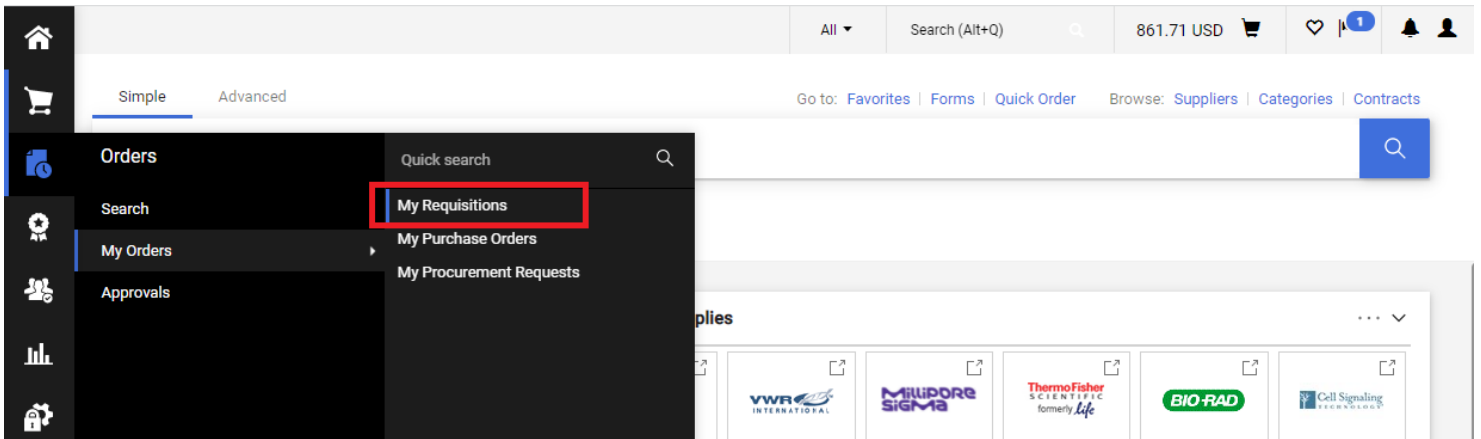 All
Search (Alt+Q)
861.71 USD
1
Simple
Advanced
Go to: Favorites | Forms | Quick Order
Browse: Suppliers | Categories | Contracts
Orders
Search
My Orders
Approvals
Quick search
My Requisitions
My Purchase Orders
My Procurement Requests
plies
VWR
INTERNATIONAL
MilliPORE
SIGMA
ThermoFisher
SCIENTIFIC
formerly life
BIO-RAD
Cell Signaling
TECHNOLOGY